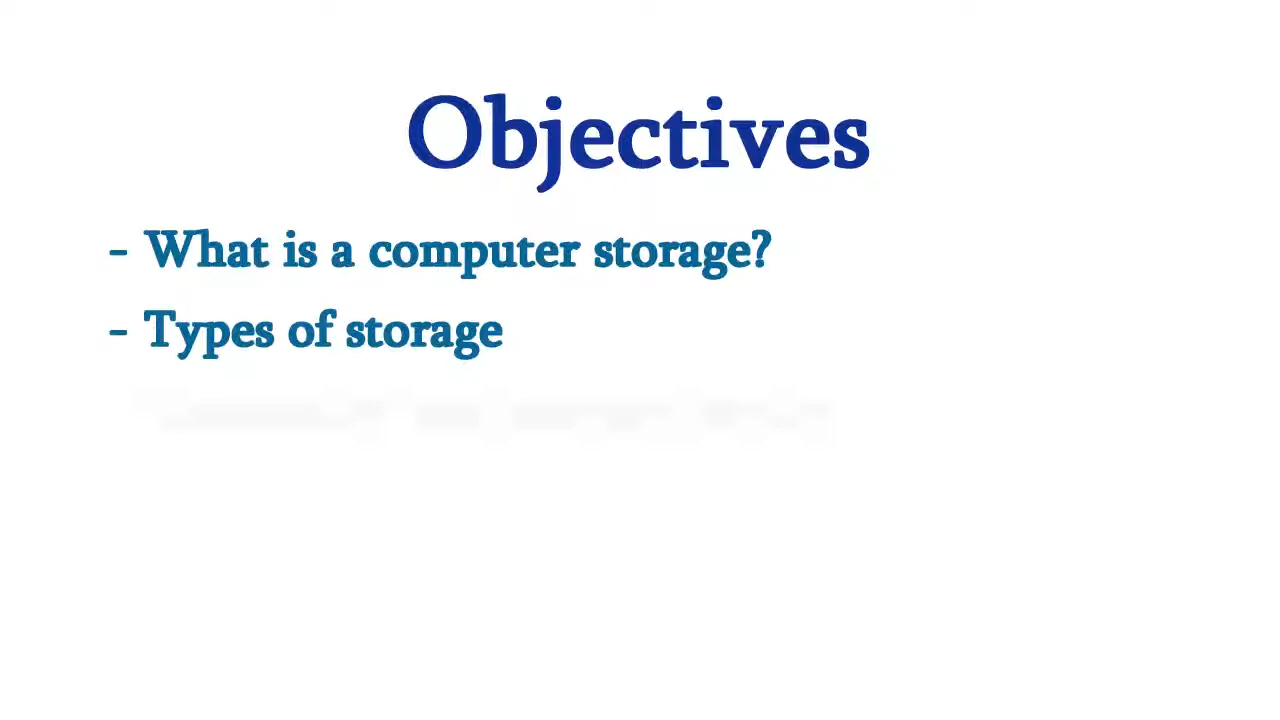 Objectives
- What is a computer storage?
- Types of storage